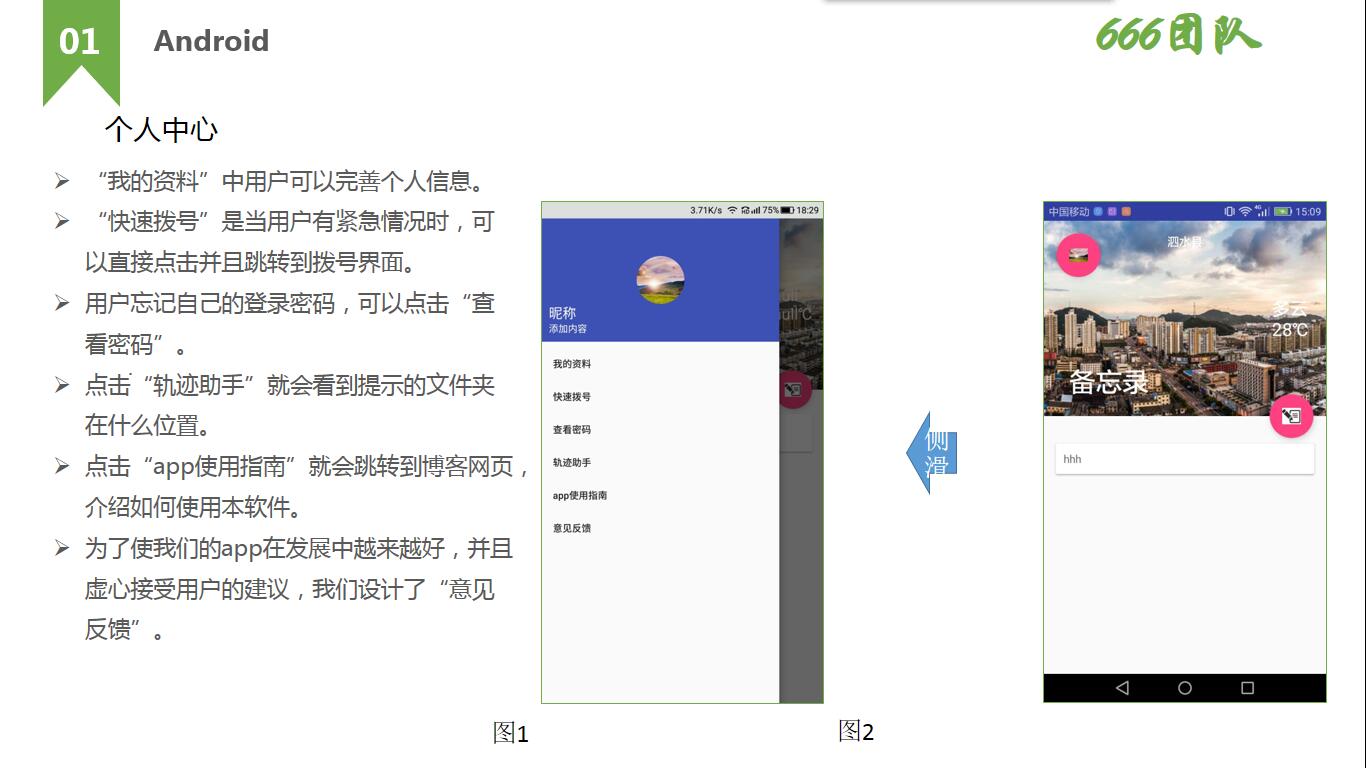 01
Android
666团队
个人中心
“我的资料”中用户可以完善个人信息。
“快速拨号”是当用户有紧急情况时，可
以直接点击并且跳转到拨号界面。
用户忘记自己的登录密码，可以点击“查
看密码”。
点击“轨迹助手”就会看到提示的文件夹
在什么位置。
点击“app使用指南”就会跳转到博客网页，
介绍如何使用本软件。
为了使我们的app在发展中越来越好，并且
虚心接受用户的建议，我们设计了“意见
反馈”。
3.71K/s 75% 18:29
昵称
添加内容
我的资料
快速拨号
查看密码
轨迹助手
app使用指南
意见反馈
侧
滑
中国移动 4G 15:09
泗水县
多云
28℃
备忘录
hhh
图1
图2